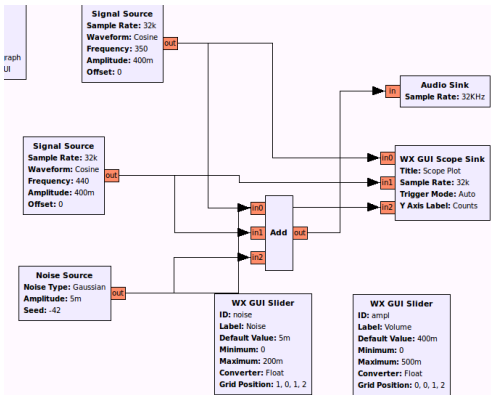 Signal Source
Sample Rate: 32k
Waveform: Cosine
Frequency: 350
Amplitude: 400m
Offset: 0
out
raph
UI
Audio Sink
Sample Rate: 32KHz
in
Signal Source
Sample Rate: 32k
Waveform: Cosine
Frequency: 440
Amplitude: 400m
Offset: 0
out
WX GUI Scope Sink
Title: Scope Plot
Sample Rate: 32k
Trigger Mode: Auto
Y Axis Label: Counts
in0
in1
in2
Add
in0
in1
in2
out
Noise Source
Noise Type: Gaussian
Amplitude: 5m
Seed: -42
out
WX GUI Slider
ID: noise
Label: Noise
Default Value: 5m
Minimum: 0
Maximum: 200m
Converter: Float
Grid Position: 1, 0, 1, 2
WX GUI Slider
ID: ampl
Label: Volume
Default Value: 400m
Minimum: 0
Maximum: 500m
Converter: Float
Grid Position: 0, 0, 1, 2